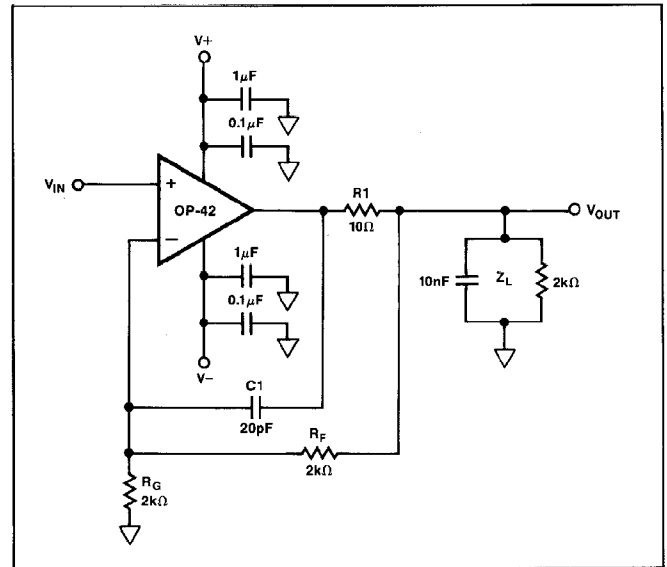 V+
1μF
0.1μF
VIN
+
OP-42
−
R1
10Ω
VOUT
10nF
ZL
2kΩ
1μF
0.1μF
V−
C1
20pF
RF
2kΩ
RG
2kΩ